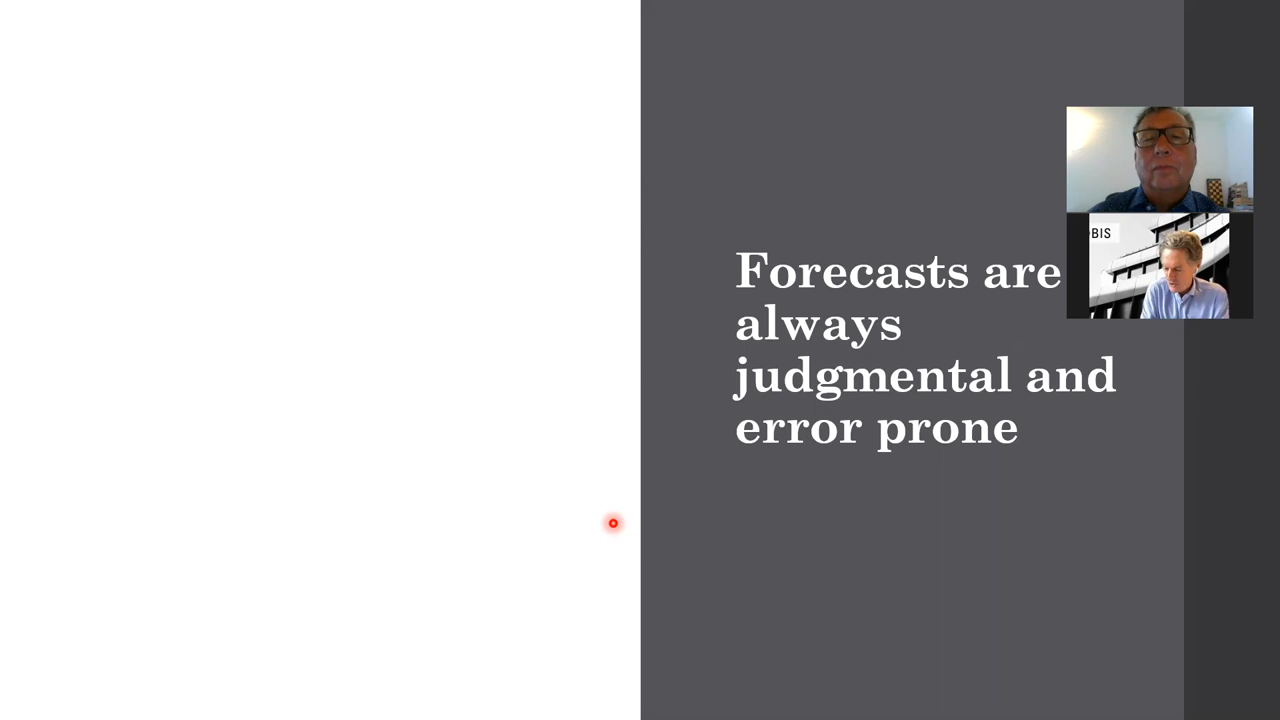 Forecasts are
always
judgmental and
error prone
BIS